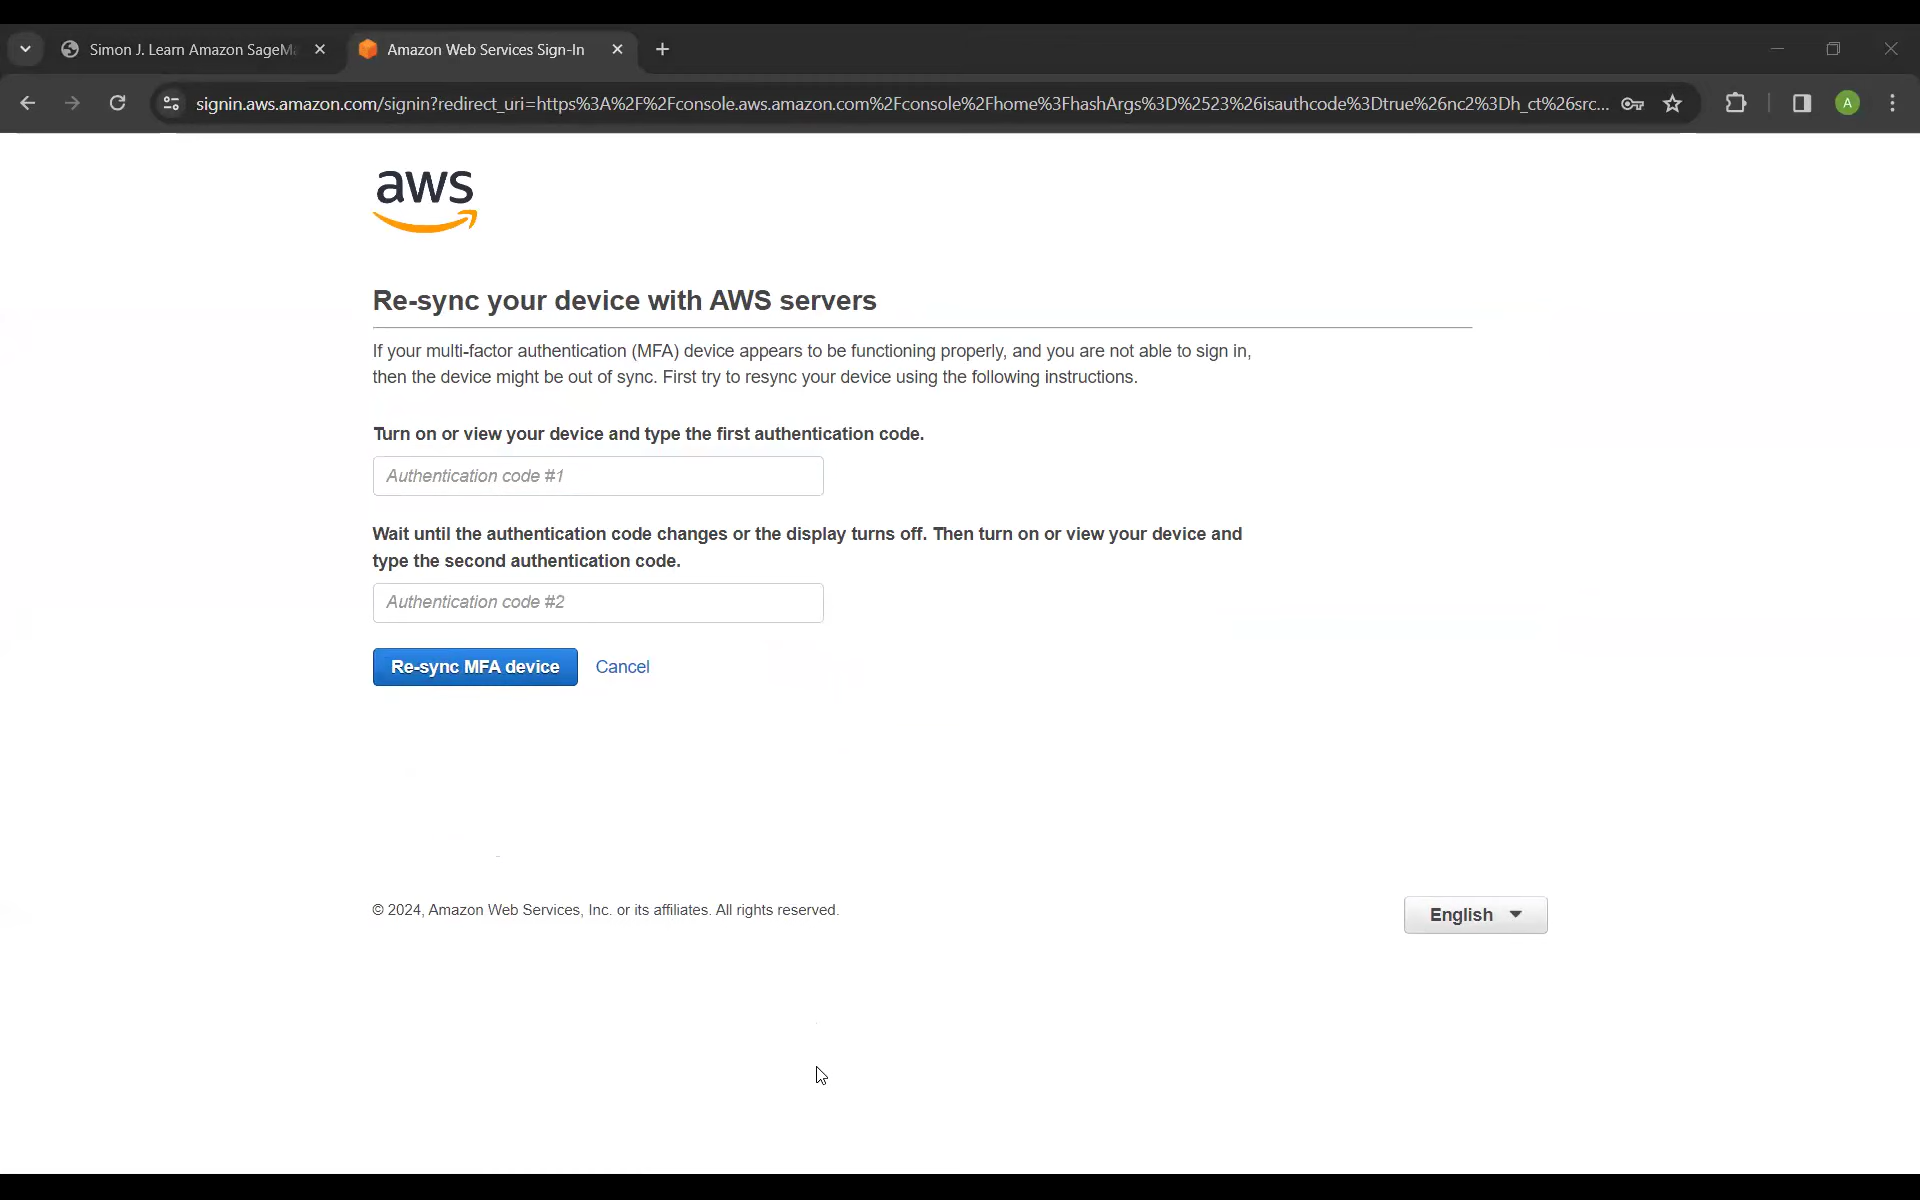 Simon J. Learn Amazon SageM
Amazon Web Services Sign-In
signin.aws.amazon.com/signin?redirect_uri=https%3A%2F%2Fconsole.aws.amazon.com%2Fconsole%2Fhome%3FhashArgs%3D%2523%26isauthcode%3Dtrue%26nc2%3Dh_ct%26src...
A
aws
Re-sync your device with AWS servers
If your multi-factor authentication (MFA) device appears to be functioning properly, and you are not able to sign in,
then the device might be out of sync. First try to resync your device using the following instructions.
Turn on or view your device and type the first authentication code.
Authentication code #1
Wait until the authentication code changes or the display turns off. Then turn on or view your device and
type the second authentication code.
Authentication code #2
Re-sync MFA device Cancel
© 2024, Amazon Web Services, Inc. or its affiliates. All rights reserved.
English